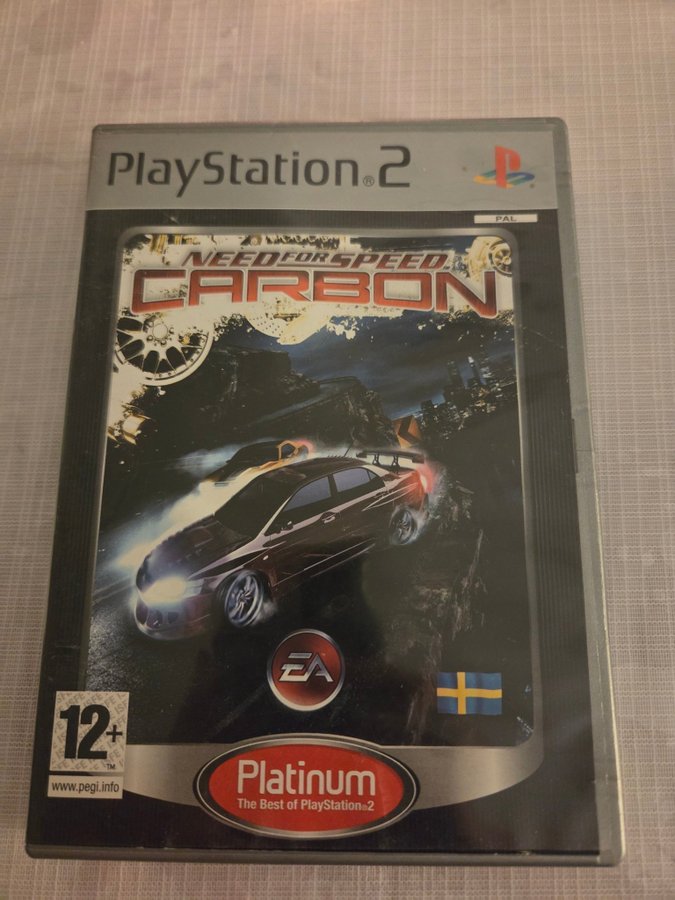 PlayStation®2
PAL
NEED FOR SPEED
CARBON
EA
12+
www.pegi.info
Platinum
The Best of PlayStation®2